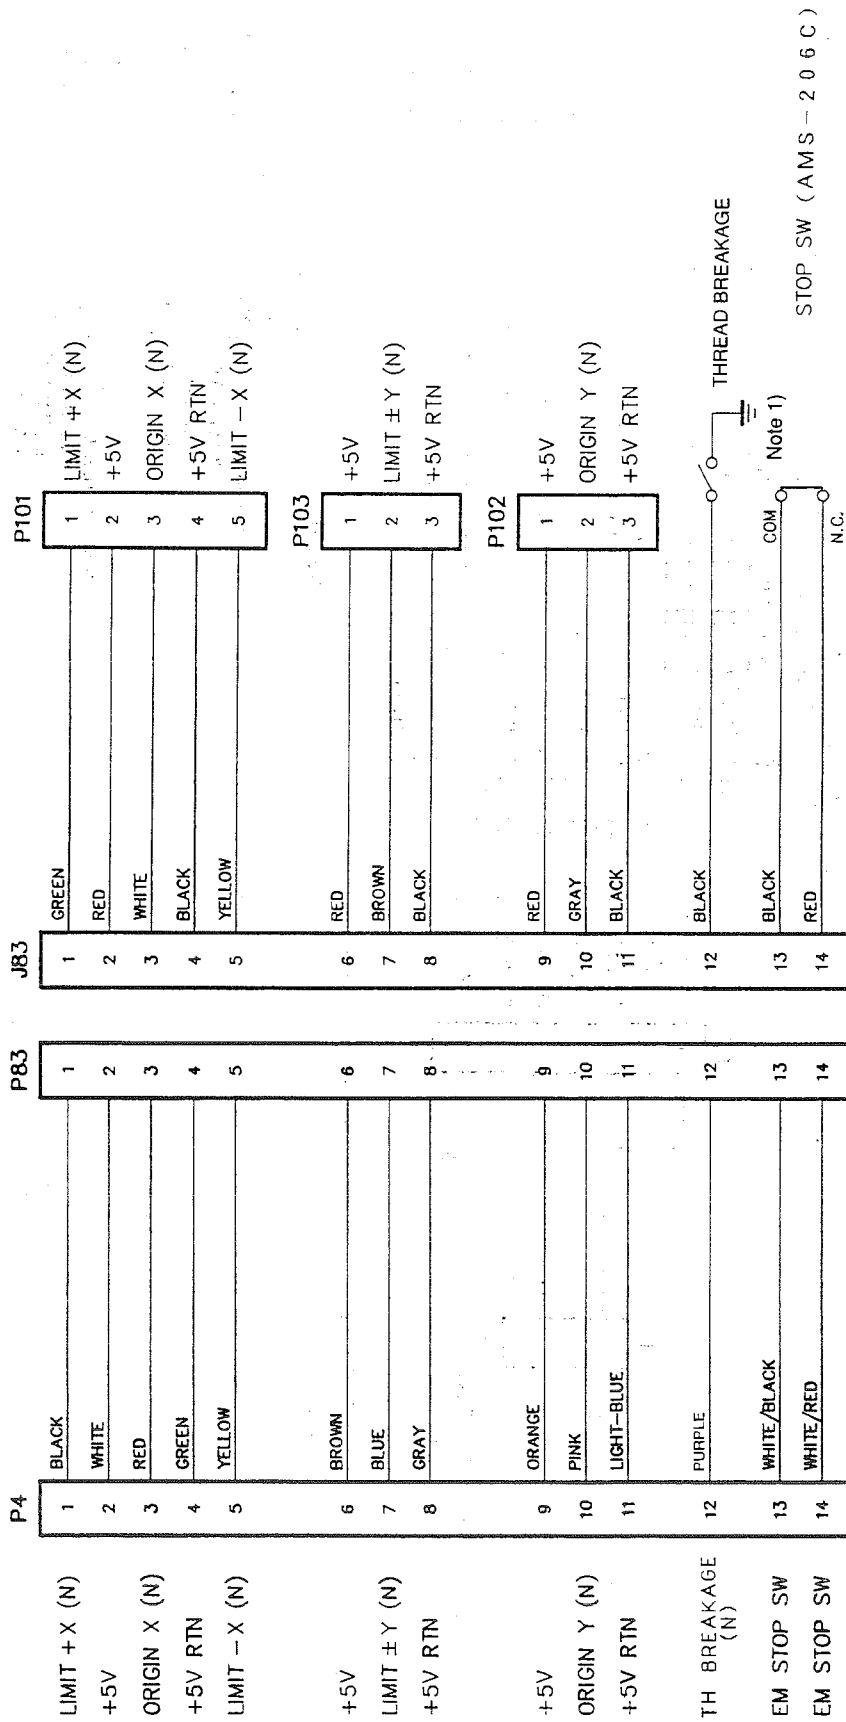 P4
P83
J83
LIMIT + X (N) 1 BLACK 1 1 GREEN 1 LIMIT + X (N)
+5V 2 WHITE 2 2 RED 2 +5V
ORIGIN X (N) 3 RED 3 3 WHITE 3 ORIGIN X (N)
+5V RTN 4 GREEN 4 4 BLACK 4 +5V RTN
LIMIT − X (N) 5 YELLOW 5 5 YELLOW 5 LIMIT − X (N)
P101
+5V 6 BROWN 6 6 RED 1 +5V
LIMIT ± Y (N) 7 BLUE 7 7 BROWN 2 LIMIT ± Y (N)
+5V RTN 8 GRAY 8 8 BLACK 3 +5V RTN
P103
+5V 9 ORANGE 9 9 RED 1 +5V
ORIGIN Y (N) 10 PINK 10 10 GRAY 2 ORIGIN Y (N)
+5V RTN 11 LIGHT-BLUE 11 11 BLACK 3 +5V RTN
P102
TH BREAKAGE
(N)
12 PURPLE 12 12 BLACK THREAD BREAKAGE
EM STOP SW 13 WHITE/BLACK 13 13 BLACK COM Note 1)
EM STOP SW 14 WHITE/RED 14 14 RED N.C.
STOP SW (AMS-206C)